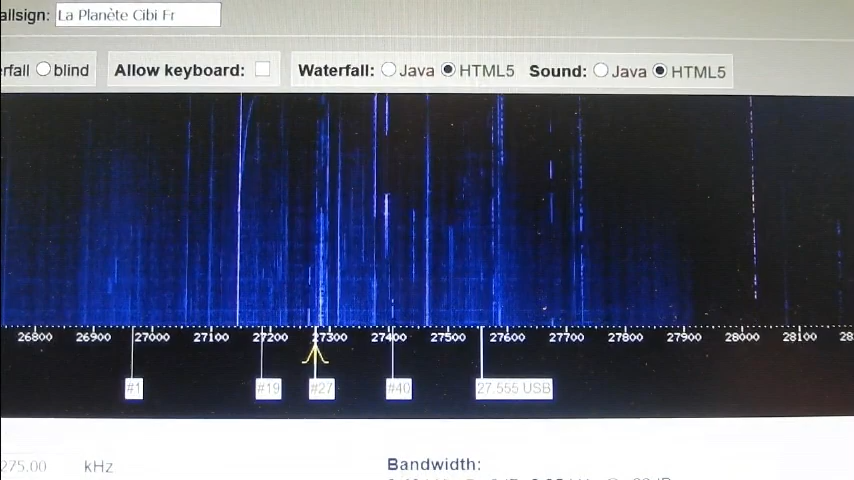 allsign: La Planète Cibi Fr
rfall blind Allow keyboard: Waterfall: Java HTML5 Sound: Java HTML5
26800 26900 27000 27100 27200 27300 27400 27500 27600 27700 27800 27900 28000 28100 28
#1 #19 #27 #40 27.555 USB
275.00 kHz
Bandwidth: